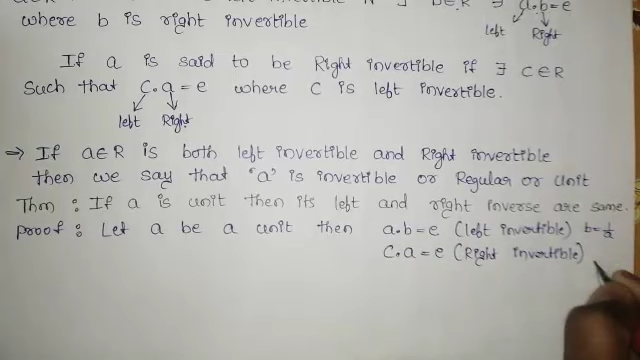 b∈R ∋ a.b = e
where b is right invertible
left Right
If a is said to be Right invertible if ∃ C∈R
Such that C.a = e where C is left invertible.
left Right
→ If a∈R is both left invertible and Right invertible
then we say that 'a' is invertible or Regular or Unit
Thm : If a is unit then its left and right inverse are same.
Proof : Let a be a unit then a.b = e (left invertible) b = 1/a
C.a = e (Right invertible)